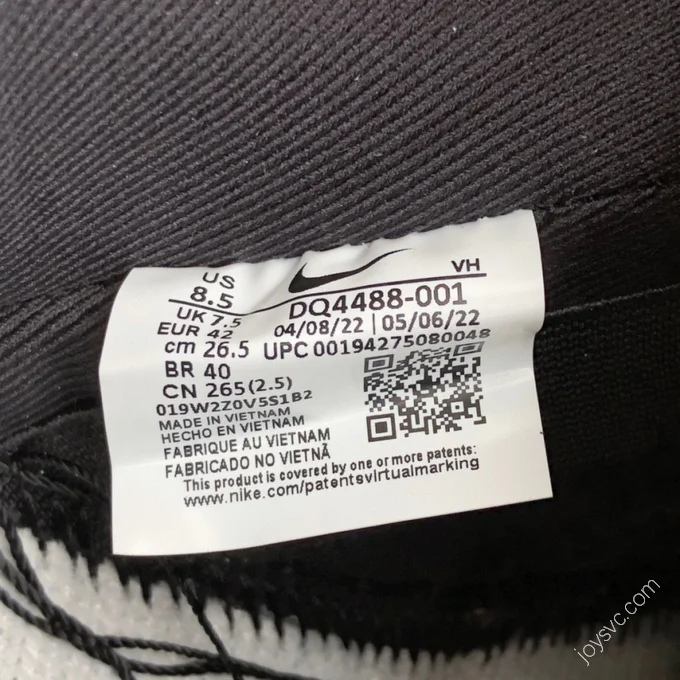 US
8.5
UK 7.5
EUR 42
cm 26.5
BR 40
CN 265(2.5)
VH
DQ4488-001
04/08/22 | 05/06/22
UPC 00194275080048
019W2Z0V5S1B2
MADE IN VIETNAM
HECHO EN VIETNAM
FABRIQUE AU VIETNAM
FABRICADO NO VIETNÃ
This product is covered by one or more patents:
www.nike.com/patentsvirtualmarking
joysvc.com